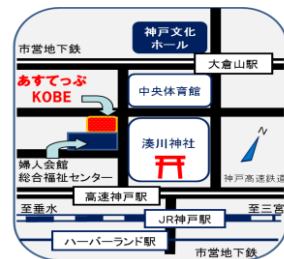 神戸文化
ホール
市営地下鉄
大倉山駅
あすてっぷ
KOBE
中央体育館
湊川神社
N
婦人会館
総合福祉センター
神戸高速鉄道
高速神戸駅
至垂水
JR神戸駅
至三宮
ハーバーランド駅
市営地下鉄